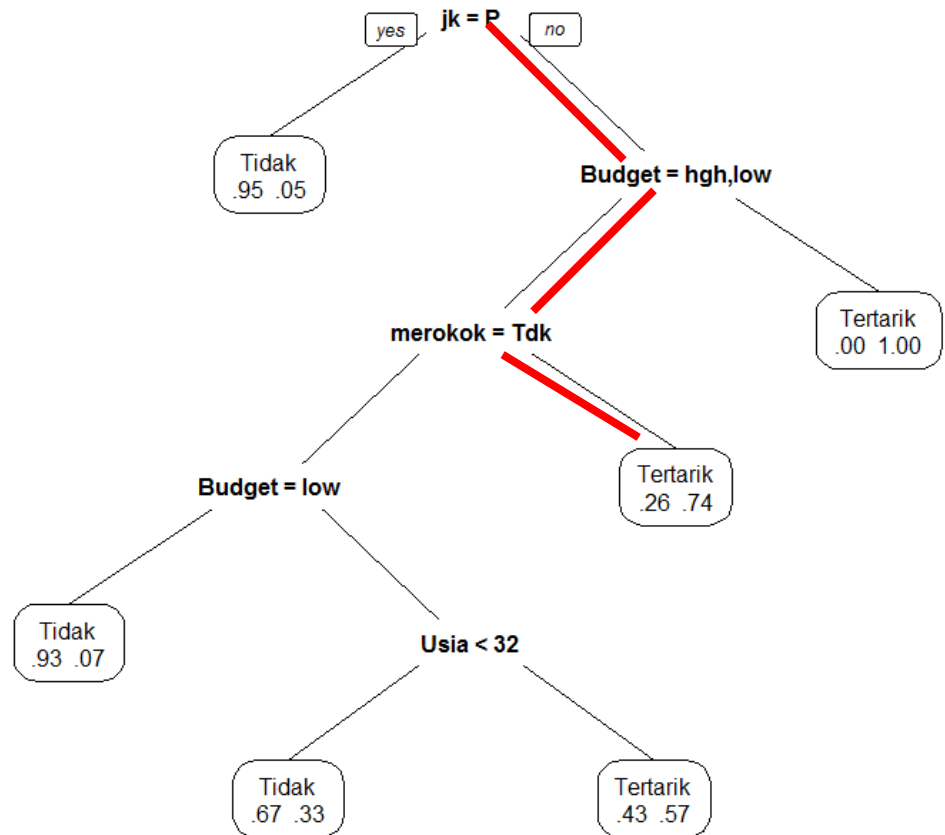 jk = P
yes
no
Tidak
.95 .05
Budget = hgh,low
Tertarik
.00 1.00
merokok = Tdk
Tertarik
.26 .74
Budget = low
Tidak
.93 .07
Usia < 32
Tidak
.67 .33
Tertarik
.43 .57